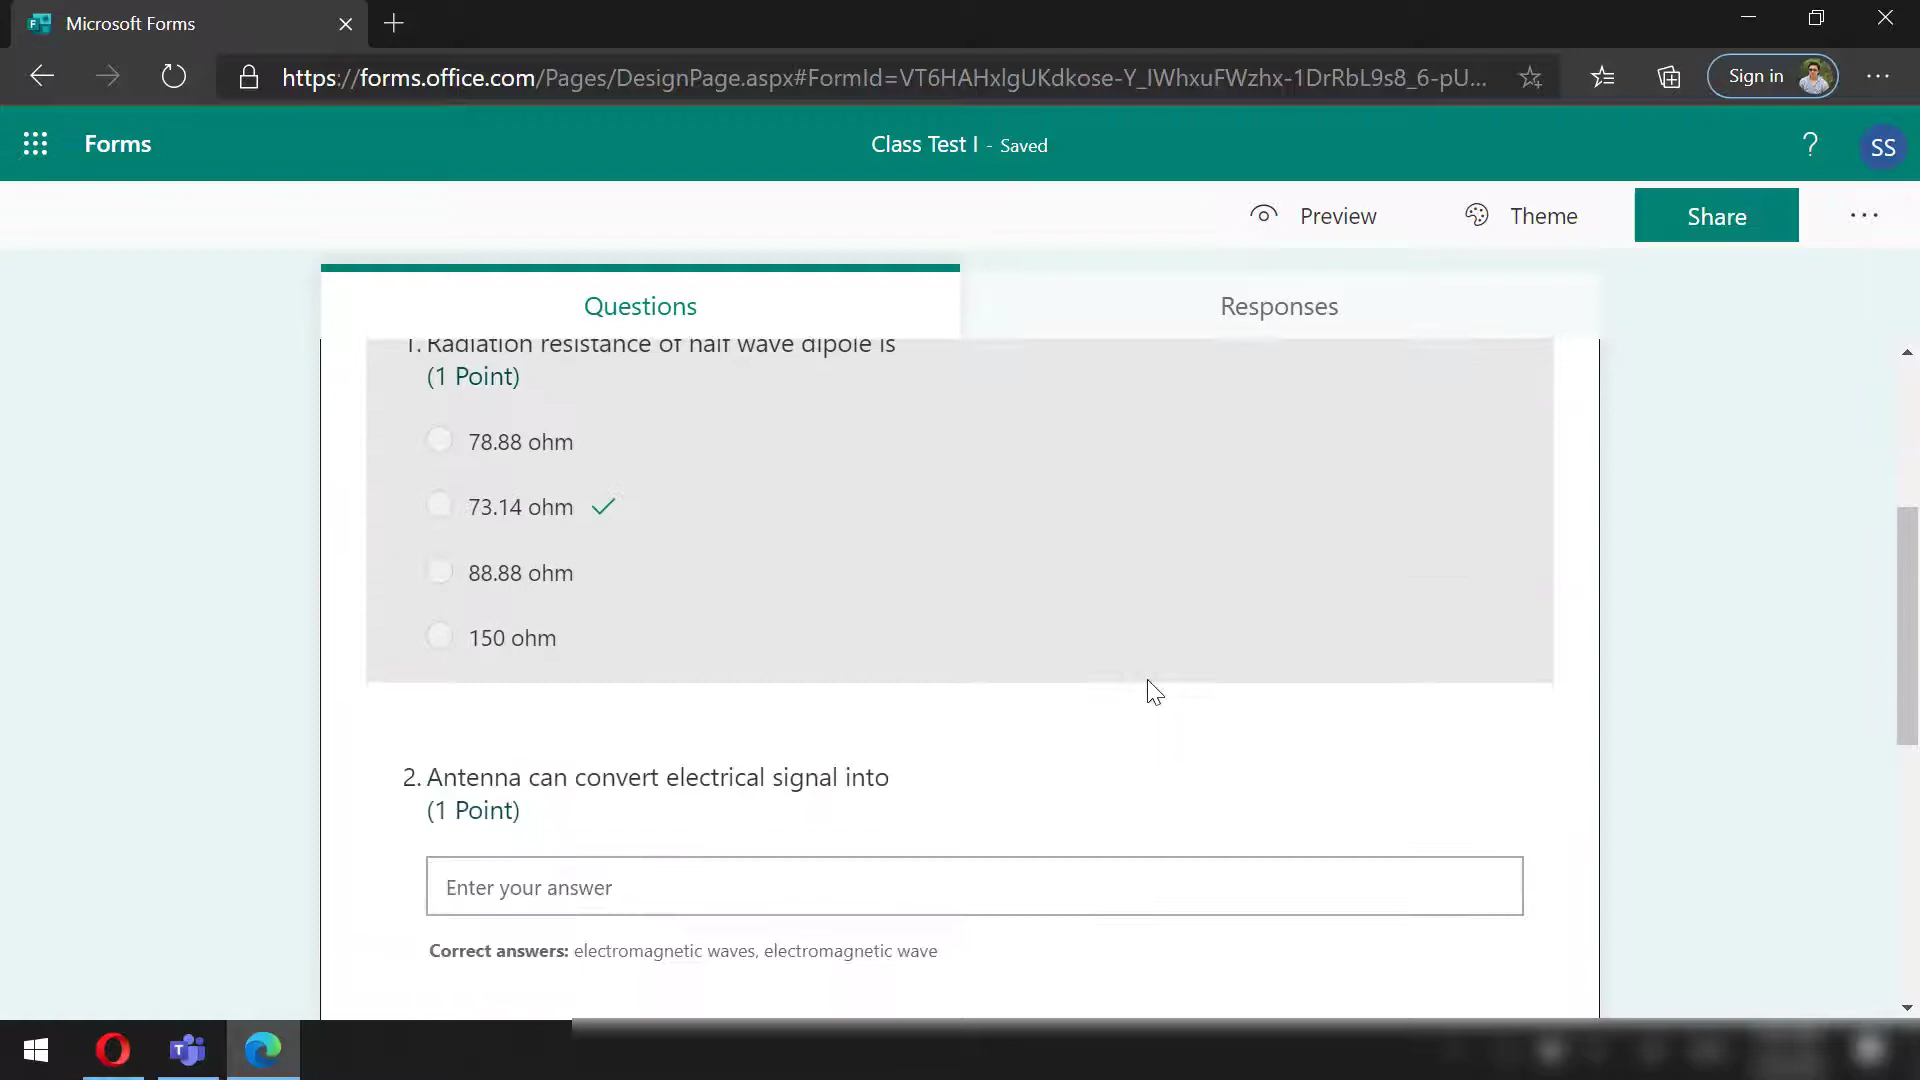 Microsoft Forms
https://forms.office.com/Pages/DesignPage.aspx#FormId=VT6HAHxIgUKdkose-Y_IWhxuFWzhx-1DrRbL9s8_6-pU...
Sign in
Forms
Class Test I - Saved
?
SS
Preview
Theme
Share
Questions
Responses
1. Radiation resistance of half wave dipole is
(1 Point)
78.88 ohm
73.14 ohm
88.88 ohm
150 ohm
2. Antenna can convert electrical signal into
(1 Point)
Enter your answer
Correct answers: electromagnetic waves, electromagnetic wave